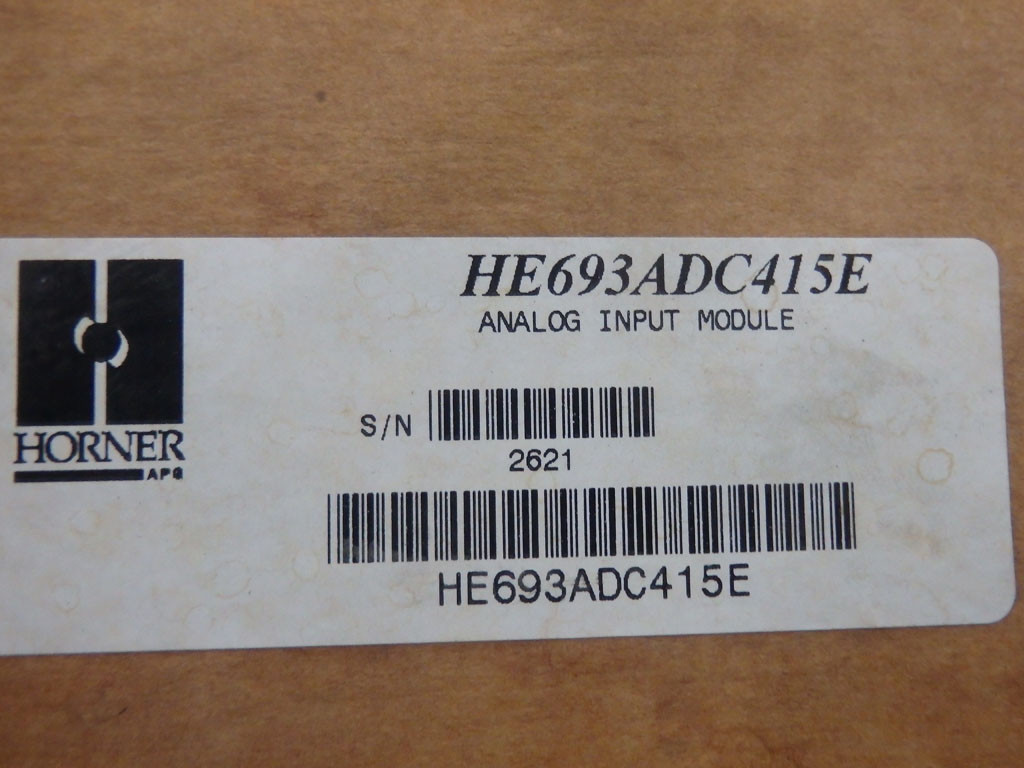 HORNER
APG
HE693ADC415E
ANALOG INPUT MODULE
S/N
2621
HE693ADC415E